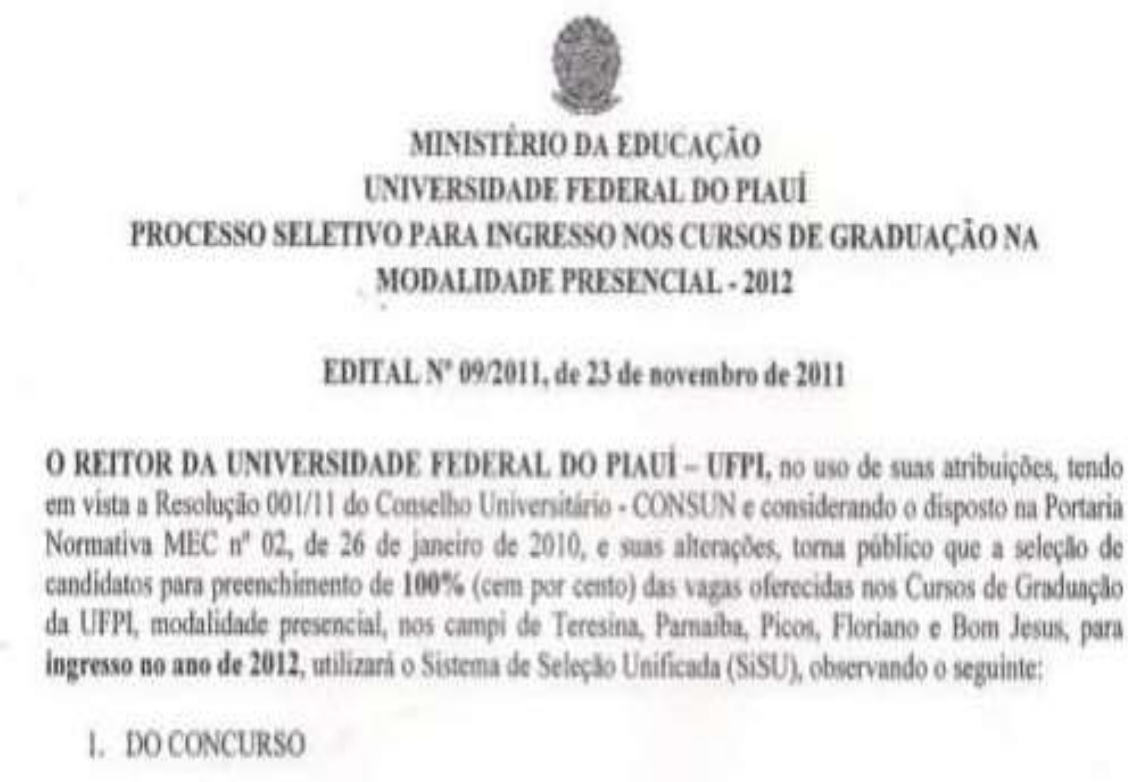 MINISTÉRIO DA EDUCAÇÃO
UNIVERSIDADE FEDERAL DO PIAUÍ
PROCESSO SELETIVO PARA INGRESSO NOS CURSOS DE GRADUAÇÃO NA
MODALIDADE PRESENCIAL - 2012
EDITAL Nº 09/2011, de 23 de novembro de 2011
O REITOR DA UNIVERSIDADE FEDERAL DO PIAUÍ – UFPI, no uso de suas atribuições, tendo
em vista a Resolução 001/11 do Conselho Universitário - CONSUN e considerando o disposto na Portaria
Normativa MEC nº 02, de 26 de janeiro de 2010, e suas alterações, torna público que a seleção de
candidatos para preenchimento de 100% (cem por cento) das vagas oferecidas nos Cursos de Graduação
da UFPI, modalidade presencial, nos campi de Teresina, Parnaíba, Picos, Floriano e Bom Jesus, para
ingresso no ano de 2012, utilizará o Sistema de Seleção Unificada (SiSU), observando o seguinte:
1. DO CONCURSO